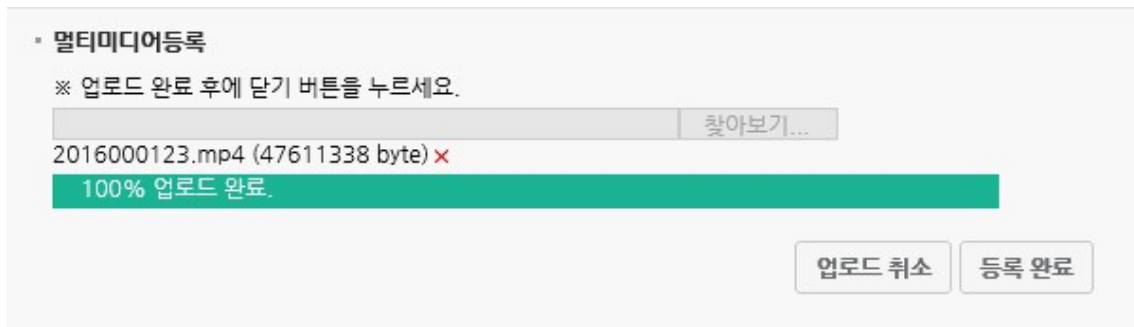 ▪ 멀티미디어등록
※ 업로드 완료 후에 닫기 버튼을 누르세요.
찾아보기...
2016000123.mp4 (47611338 byte) ×
100% 업로드 완료.
업로드 취소 등록 완료